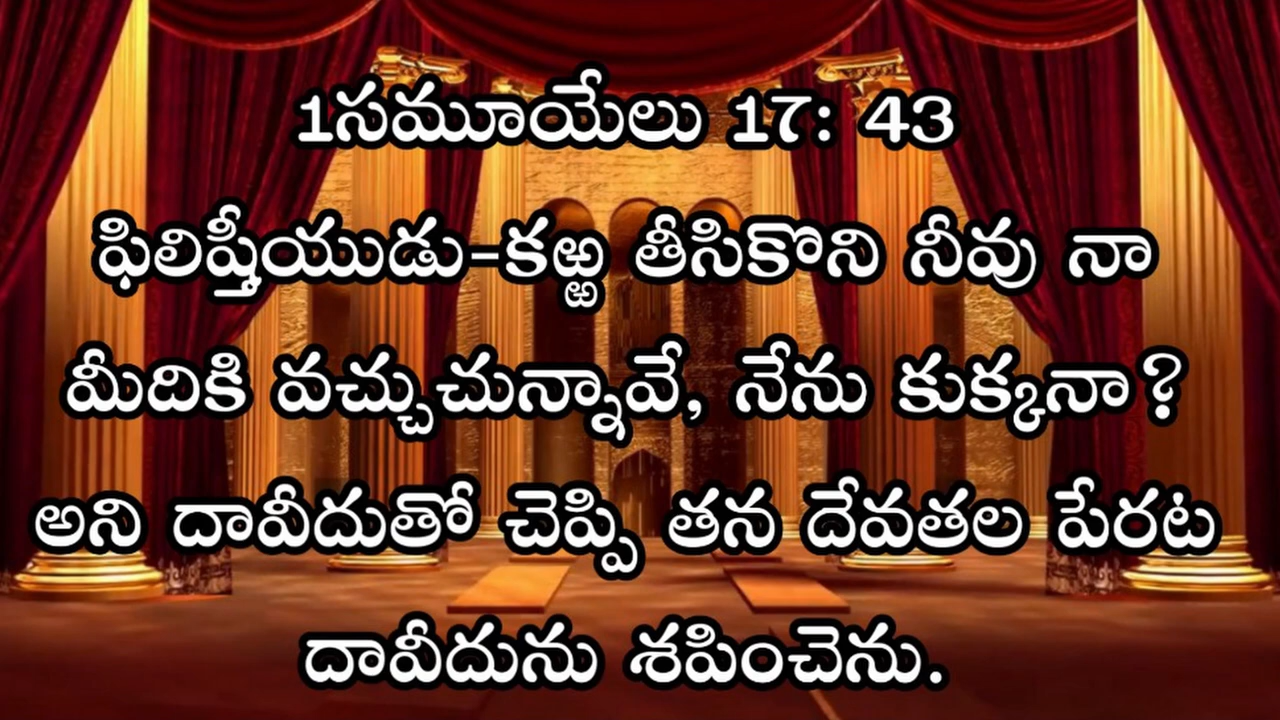 1సమూయేలు 17: 43
ఫిలిష్తీయుడు-కఱ్ఱ తీసికొని నీవు నా
మీదికి వచ్చుచున్నావే, నేను కుక్కనా?
అని దావీదుతో చెప్పి తన దేవతల పేరట
దావీదును శపించెను.